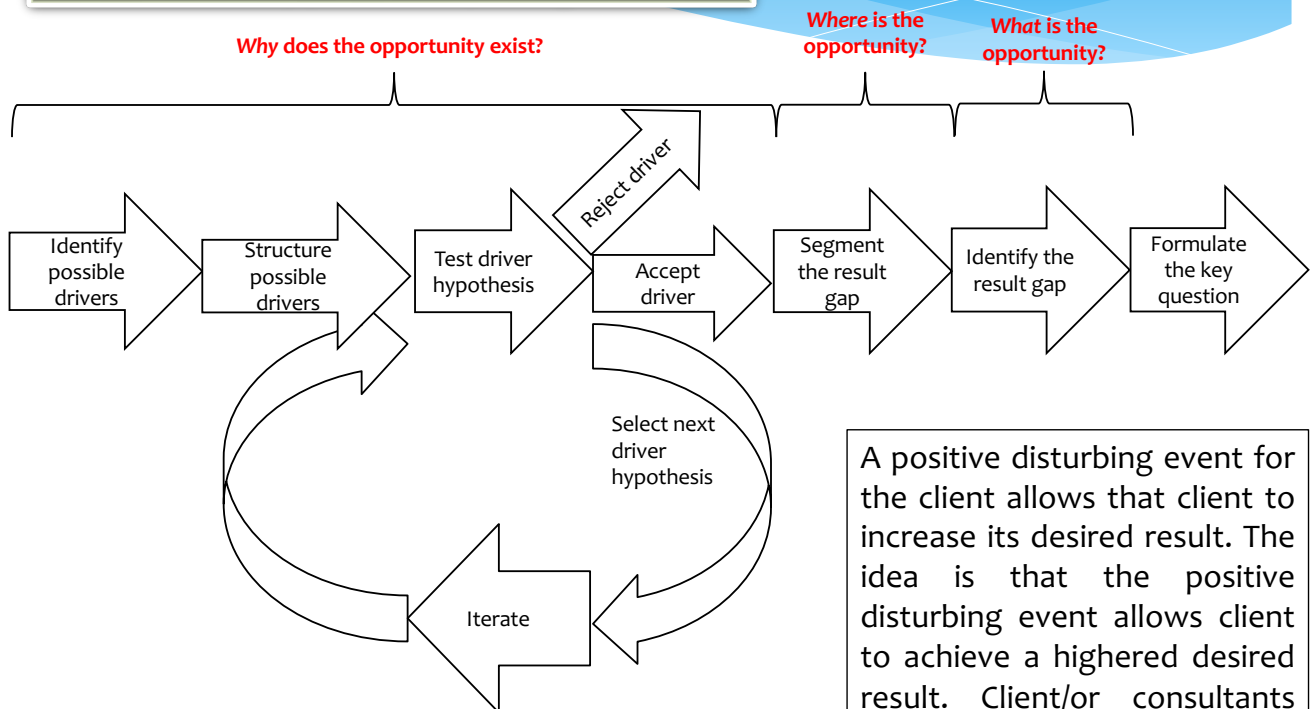 Why does the opportunity exist?
Where is the
opportunity?
What is the
opportunity?
Reject driver
Identify
possible
drivers
Structure
possible
drivers
Test driver
hypothesis
Accept
driver
Segment
the result
gap
Identify the
result gap
Formulate
the key
question
Select next
driver
hypothesis
Iterate
A positive disturbing event for
the client allows that client to
increase its desired result. The
idea is that the positive
disturbing event allows client
to achieve a highered desired
result. Client/or consultants